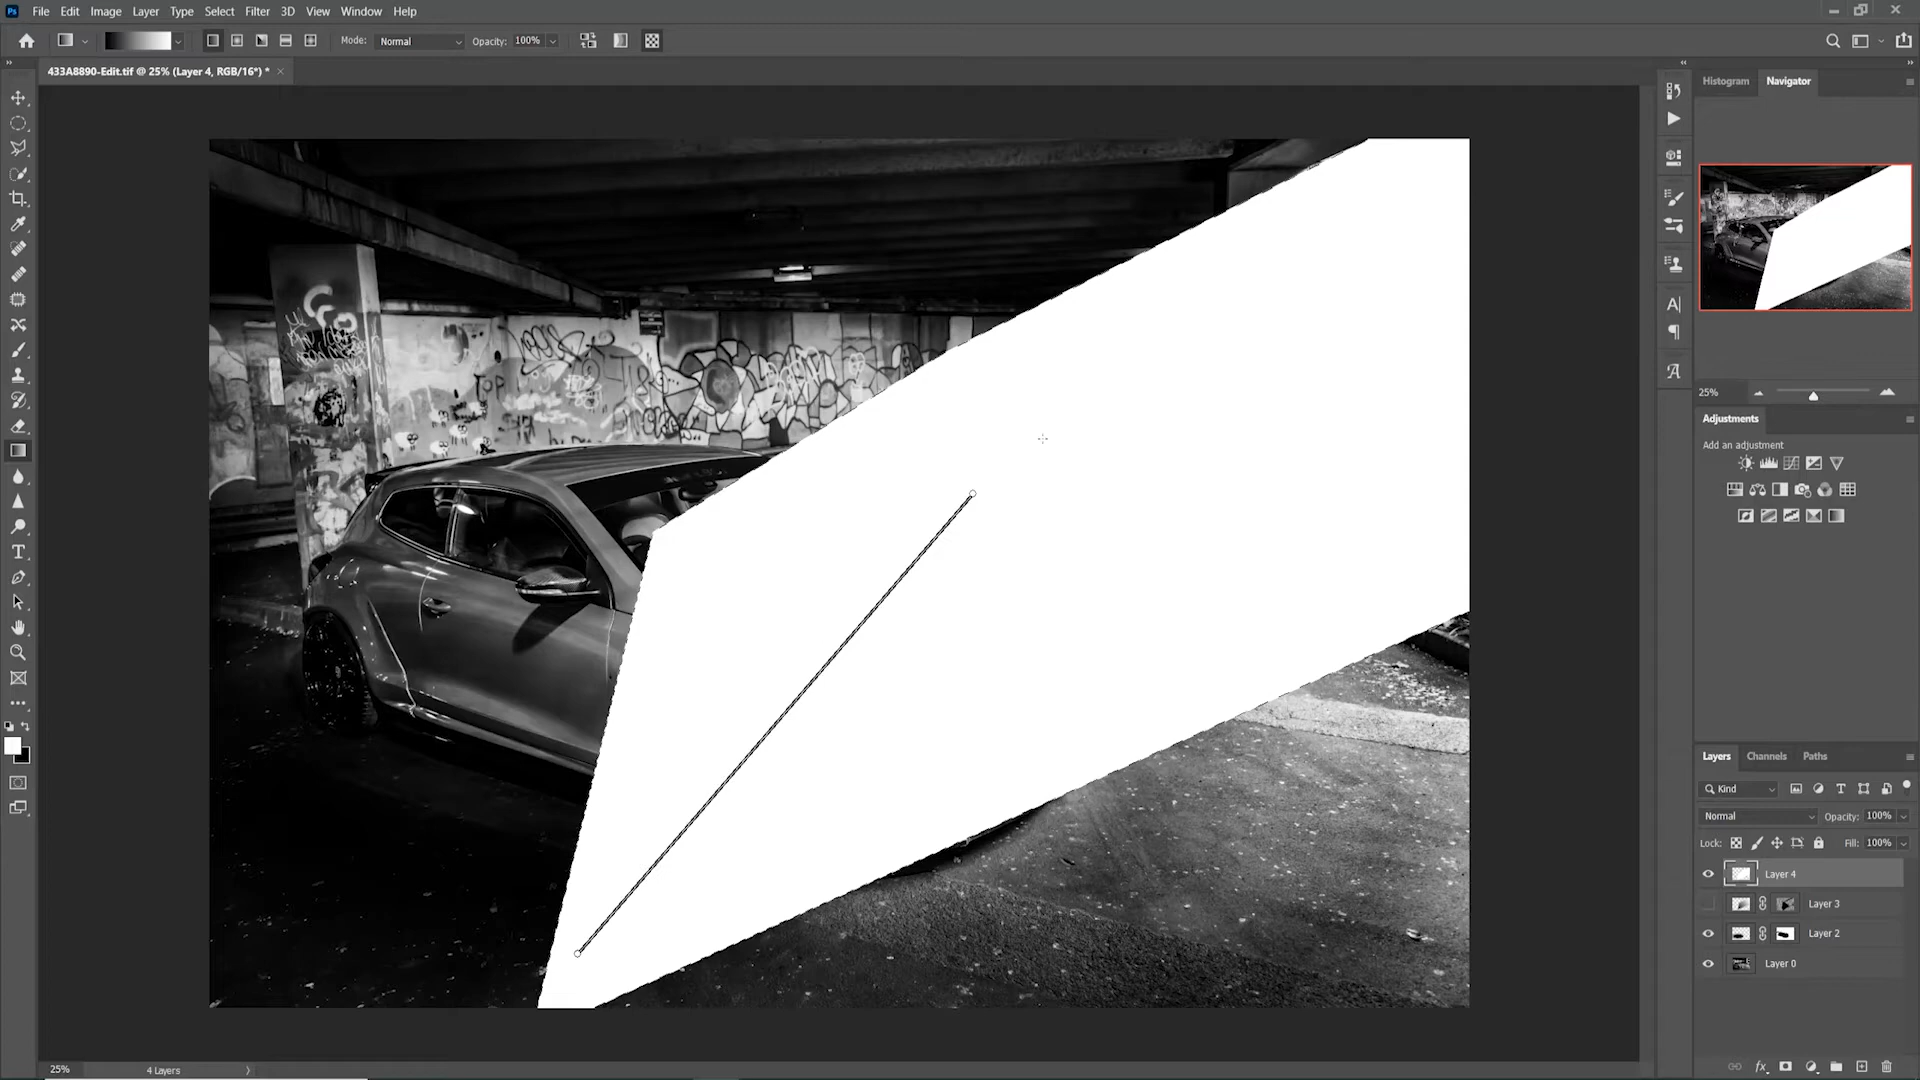 Ps File Edit Image Layer Type Select Filter 3D View Window Help
Mode: Normal Opacity: 100%
433A8890-Edit.tif @ 25% (Layer 4, RGB/16*) *
Histogram Navigator
25%
Adjustments
Add an adjustment
TOP
Layers Channels Paths
Kind
Normal Opacity: 100%
Lock: Fill: 100%
Layer 4
Layer 3
Layer 2
Layer 0
25% 4 Layers